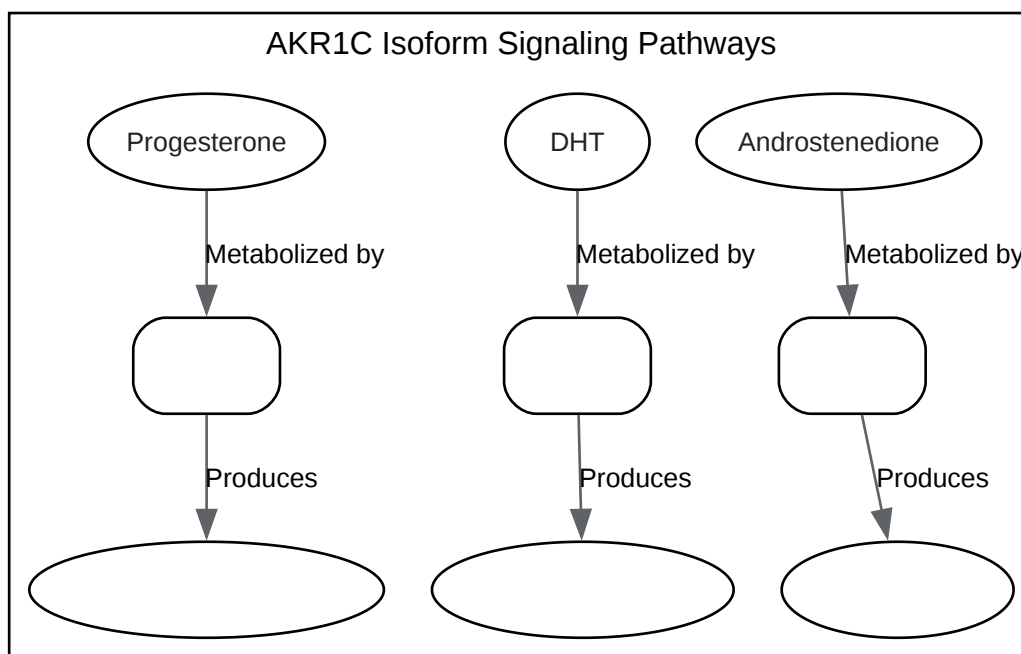 AKR1C Isoform Signaling Pathways
Progesterone
DHT
Androstenedione
Metabolized by
Metabolized by
Metabolized by
Produces
Produces
Produces